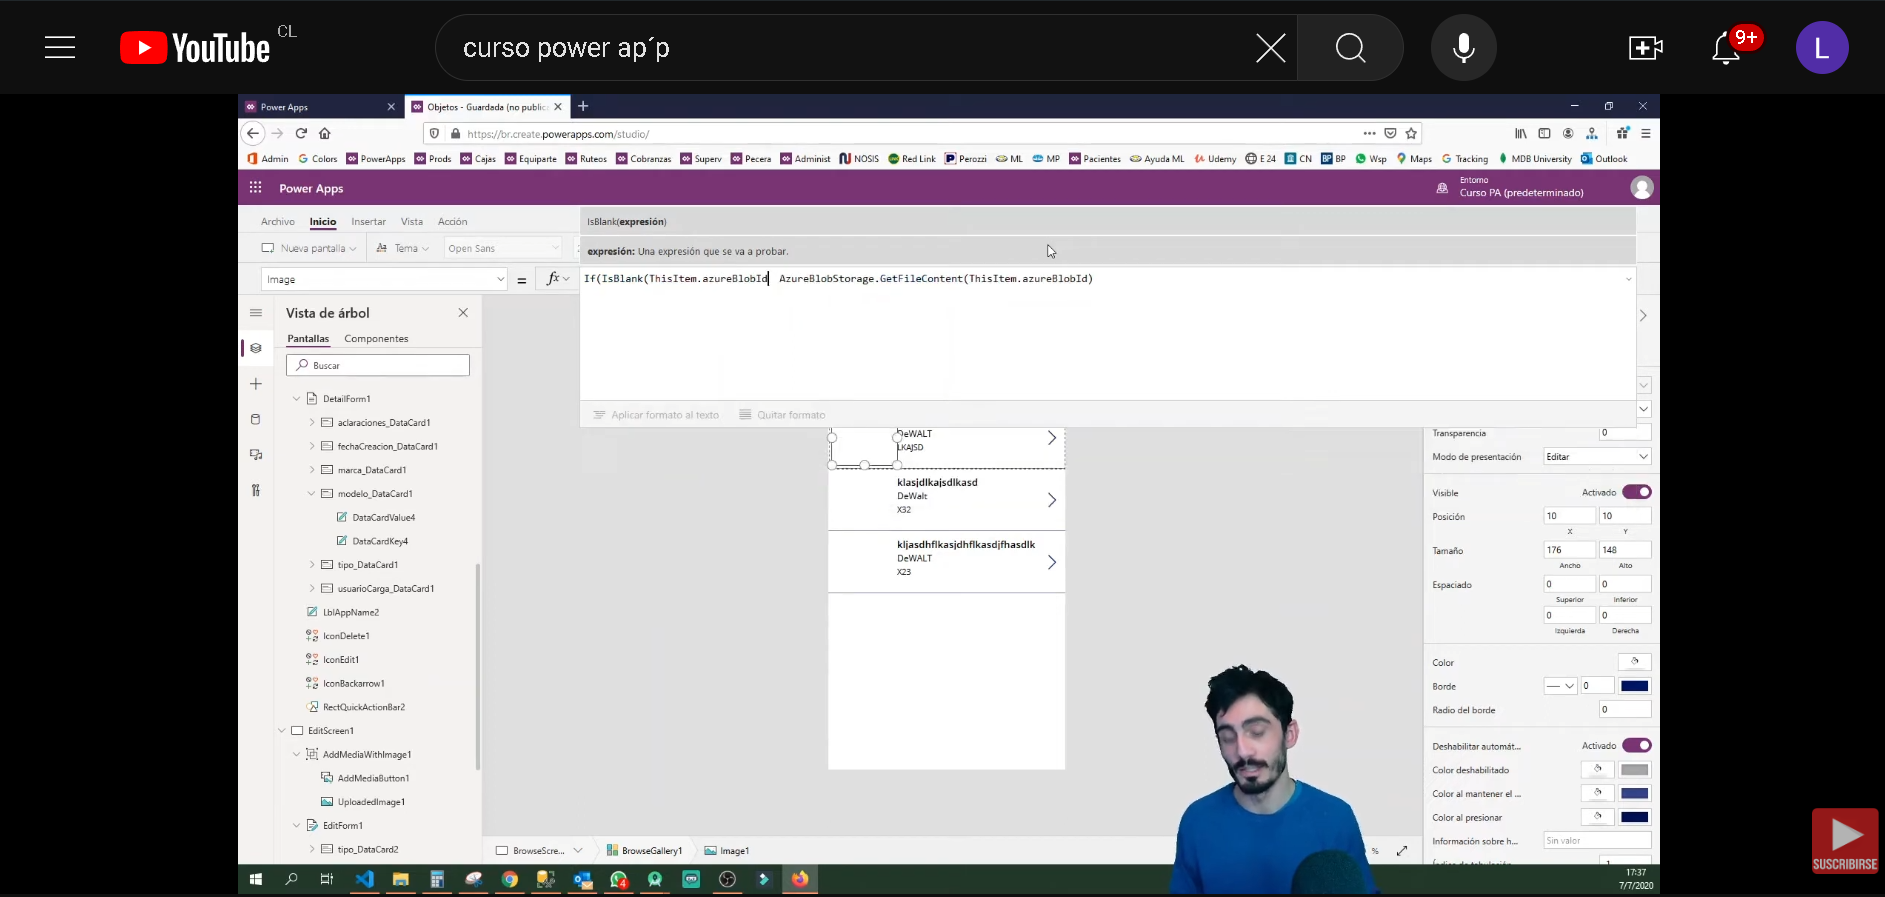 YouTube CL
curso power ap´p
9+
L
Power Apps
Objetos - Guardada (no public
https://br.create.powerapps.com/studio/
Admin Colors PowerApps Prods Cajas Equiparte Ruteos Cobranzas Superv Pecera Administ NOSIS Red Link Perozzi ML MP Pacientes Ayuda ML Udemy E 24 CN BP Wsp Maps Tracking MDB University Outlook
Power Apps
Entorno
Curso PA (predeterminado)
Archivo Inicio Insertar Vista Acción
IsBlank(expresión)
Nueva pantalla Tema Open Sans
expresión: Una expresión que se va a probar.
Image = fx If(IsBlank(ThisItem.azureBlobId AzureBlobStorage.GetFileContent(ThisItem.azureBlobId)
Vista de árbol
Pantallas Componentes
Buscar
DetailForm1
aclaraciones_DataCard1
fechaCreacion_DataCard1
marca_DataCard1
modelo_DataCard1
DataCardValue4
DataCardKey4
tipo_DataCard1
usuarioCarga_DataCard1
LblAppName2
IconDelete1
IconEdit1
IconBackarrow1
RectQuickActionBar2
EditScreen1
AddMediaWithImage1
AddMediaButton1
UploadedImage1
EditForm1
tipo_DataCard2
Aplicar formato al texto Quitar formato
DeWALT
LKAJSD
klasjdlkajsdlkasd
DeWalt
X32
kljasdhflkasjdhflkasdjfhasdlk
DeWALT
X23
Transparencia 0
Modo de presentación Editar
Visible Activado
Posición 10 10
X Y
Tamaño 176 148
Ancho Alto
Espaciado 0 0
Superior Inferior
0 0
Izquierda Derecha
Color
Borde 0
Radio del borde 0
Deshabilitar automát... Activado
Color deshabilitado
Color al mantener el ...
Color al presionar
Información sobre h... Sin valor
BrowseScre... BrowseGallery1 Image1
%
SUSCRIBIRSE
4
17:37
7/7/2020